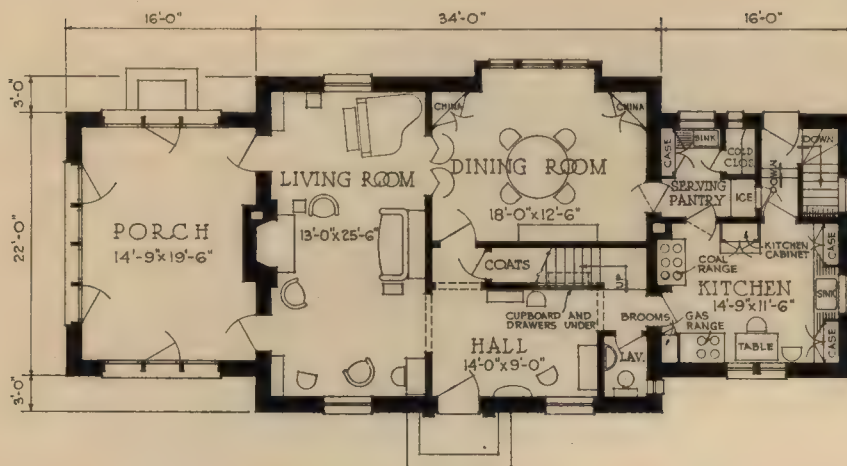 16'-0"
34'-0"
16'-0"
3'-0"
22'-0"
3'-0"
CHINA
CHINA
SINK
CASE
COLD
CLOS.
DOWN
DOWN
LIVING ROOM
13'-0"x25'-6"
DINING ROOM
18'-0"x12'-6"
SERVING
PANTRY
ICE
PORCH
14'-9"x19'-6"
COATS
UP
COAL
RANGE
KITCHEN
CABINET
CASE
KITCHEN
14'-9"x11'-6"
SINK
CUPBOARD AND
DRAWERS UNDER
BROOMS
GAS
RANGE
HALL
14'-0"x9'-0"
LAV.
TABLE
CASE